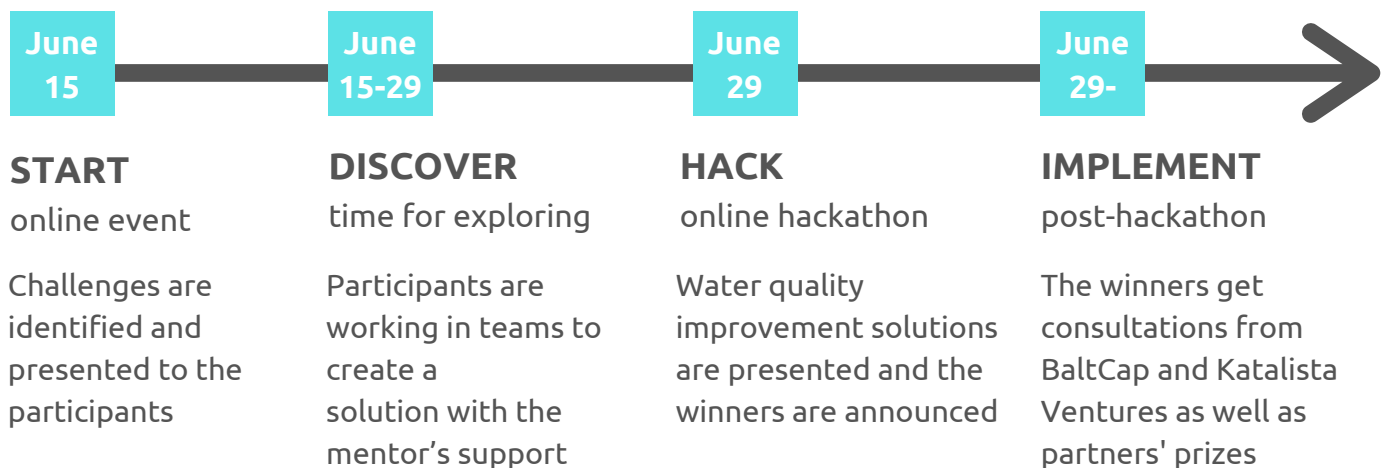 June
15
June
15-29
June
29
June
29-
START
online event
Challenges are
identified and
presented to the
participants
DISCOVER
time for exploring
Participants are
working in teams to
create a
solution with the
mentor’s support
HACK
online hackathon
Water quality
improvement solutions
are presented and the
winners are announced
IMPLEMENT
post-hackathon
The winners get
consultations from
BaltCap and Katalista
Ventures as well as
partners' prizes